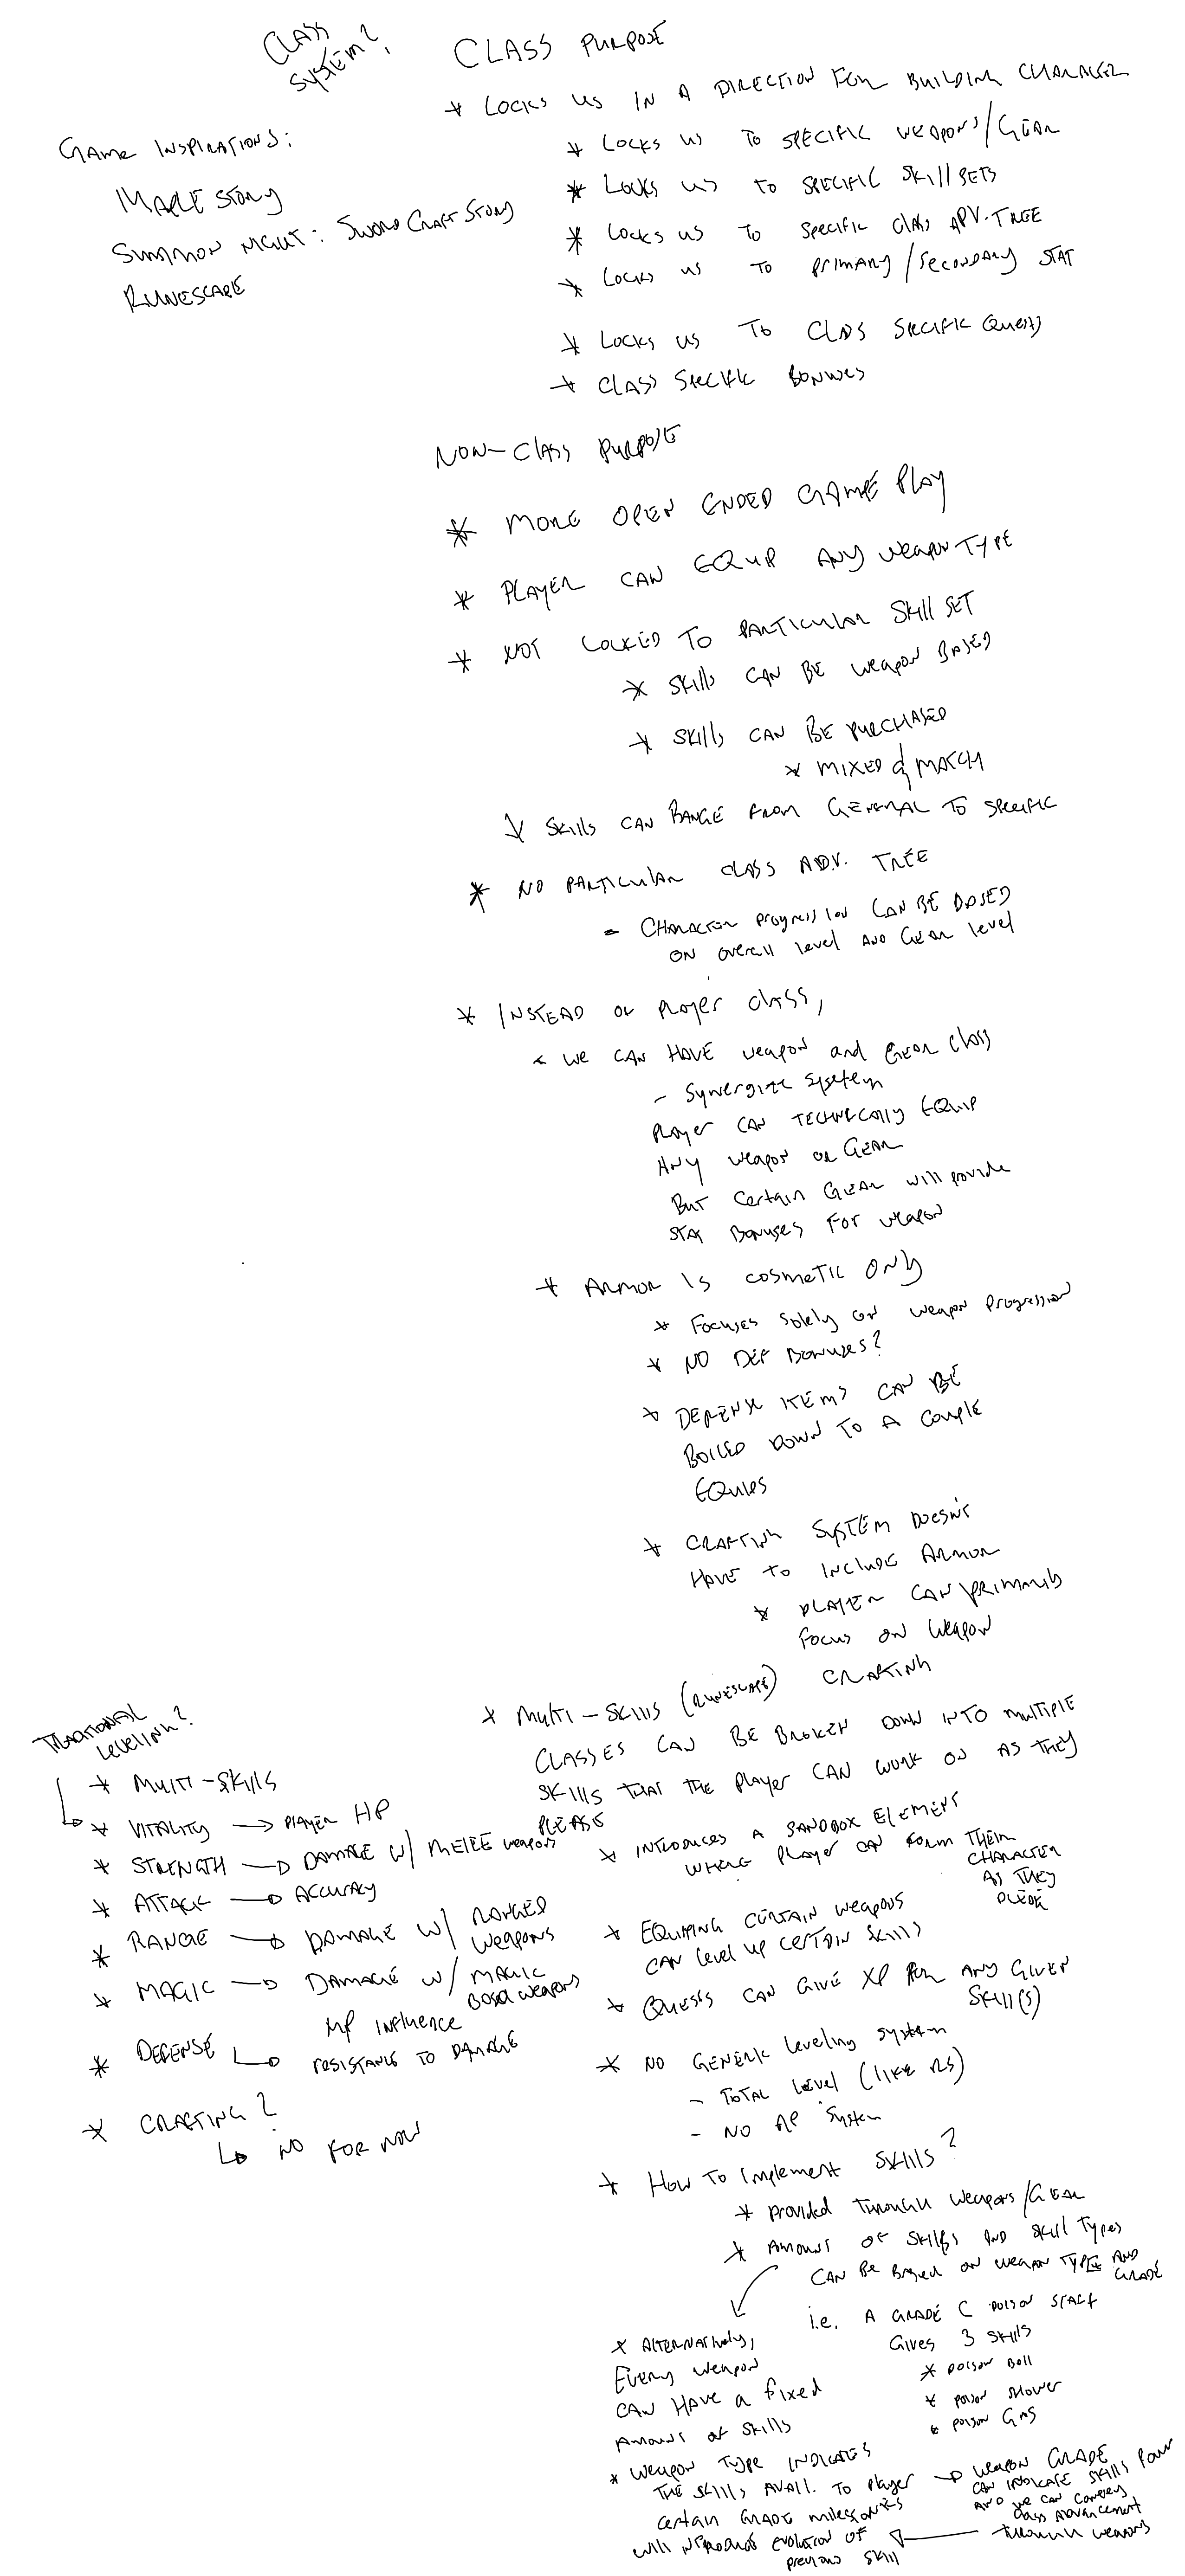 CLASS
SYSTEM?
GAME INSPIRATIONS:
MAPLE STORY
SUMMON NIGHT: SWORD CRAFT STORY
RUNESCAPE
CLASS PURPOSE
* LOCKS US IN A DIRECTION FOR BUILDING CHARACTER
* LOCKS US TO SPECIFIC WEAPONS/GEAR
* LOCKS US TO SPECIFIC SKILL SETS
* LOCKS US TO SPECIFIC CLASS ADV. TREE
* LOCKS US TO PRIMARY/SECONDARY STAT
* LOCKS US TO CLASS SPECIFIC QUESTS
* CLASS SPECIFIC BONUSES
NON-CLASS PURPOSE
* MORE OPEN ENDED GAME PLAY
* PLAYER CAN EQUIP ANY WEAPON TYPE
* NOT LOCKED TO PARTICULAR SKILL SET
* SKILLS CAN BE WEAPON BASED
* SKILLS CAN BE PURCHASED
* MIXED & MATCH
* SKILLS CAN RANGE FROM GENERAL TO SPECIFIC
* NO PARTICULAR CLASS ADV. TREE
- CHARACTER PROGRESSION CAN BE BASED
ON OVERALL LEVEL AND GEAR LEVEL
* INSTEAD OF PLAYER CLASS,
* WE CAN HAVE WEAPON and GEAR CLASS
- SYNERGIZE SYSTEM
PLAYER CAN TECHNICALLY EQUIP
ANY WEAPON OR GEAR
BUT CERTAIN GEAR WILL PROVIDE
STAT BONUSES FOR WEAPON
* ARMOR IS COSMETIC ONLY
* FOCUSES SOLELY ON WEAPON PROGRESSION
* NO DEF BONUSES?
* DEFENSE ITEMS CAN BE
BOILED DOWN TO A COUPLE
EQUIPS
* CRAFTING SYSTEM DOESN'T
HAVE TO INCLUDE ARMOR
* PLAYER CAN PRIMARILY
FOCUS ON WEAPON
CRAFTING
* MULTI-SKILLS (RUNESCAPE)
CLASSES CAN BE BROKEN DOWN INTO MULTIPLE
SKILLS THAT THE PLAYER CAN WORK ON AS THEY
PLEASE
* INTRODUCES A SANDBOX ELEMENT
WHERE PLAYER CAN FORM THEIR
CHARACTER
AS THEY
PLEASE
* EQUIPING CERTAIN WEAPONS
CAN LEVEL UP CERTAIN SKILLS
* QUESTS CAN GIVE XP FOR ANY GIVEN
SKILL(S)
* NO GENERIC LEVELING SYSTEM
- TOTAL LEVEL (LIKE RS)
- NO AP SYSTEM
* HOW TO IMPLEMENT SKILLS?
* PROVIDED THROUGH WEAPONS/GEAR
* AMOUNT OF SKILLS AND SKILL TYPES
CAN BE BASED ON WEAPON TYPE AND
GRADE
i.e. A GRADE C POISON STAFF
GIVES 3 SKILLS
* POISON BALL
* POISON SHOWER
* POISON GAS
* ALTERNATIVELY,
EVERY WEAPON
CAN HAVE A FIXED
AMOUNT OF SKILLS
* WEAPON TYPE INDICATES
THE SKILLS AVAIL. TO PLAYER
CERTAIN GRADE MILESTONES
WILL INTRODUCE EVOLUTION OF
PREVIOUS SKILL
WEAPON GRADE
CAN INDICATE SKILLS POWER
AND WE CAN CONVEY
CLASS ADVANCEMENT
THROUGH WEAPONS
TRADITIONAL
LEVELING?
* MULTI-SKILLS
* VITALITY → PLAYER HP
* STRENGTH → DAMAGE W/ MELEE WEAPONS
* ATTACK → ACCURACY
* RANGE → DAMAGE W/ RANGED
WEAPONS
* MAGIC → DAMAGE W/ MAGIC
BASED WEAPONS
MP INFLUENCE
* DEFENSE → RESISTANCE TO DAMAGE
* CRAFTING?
↳ NO FOR NOW